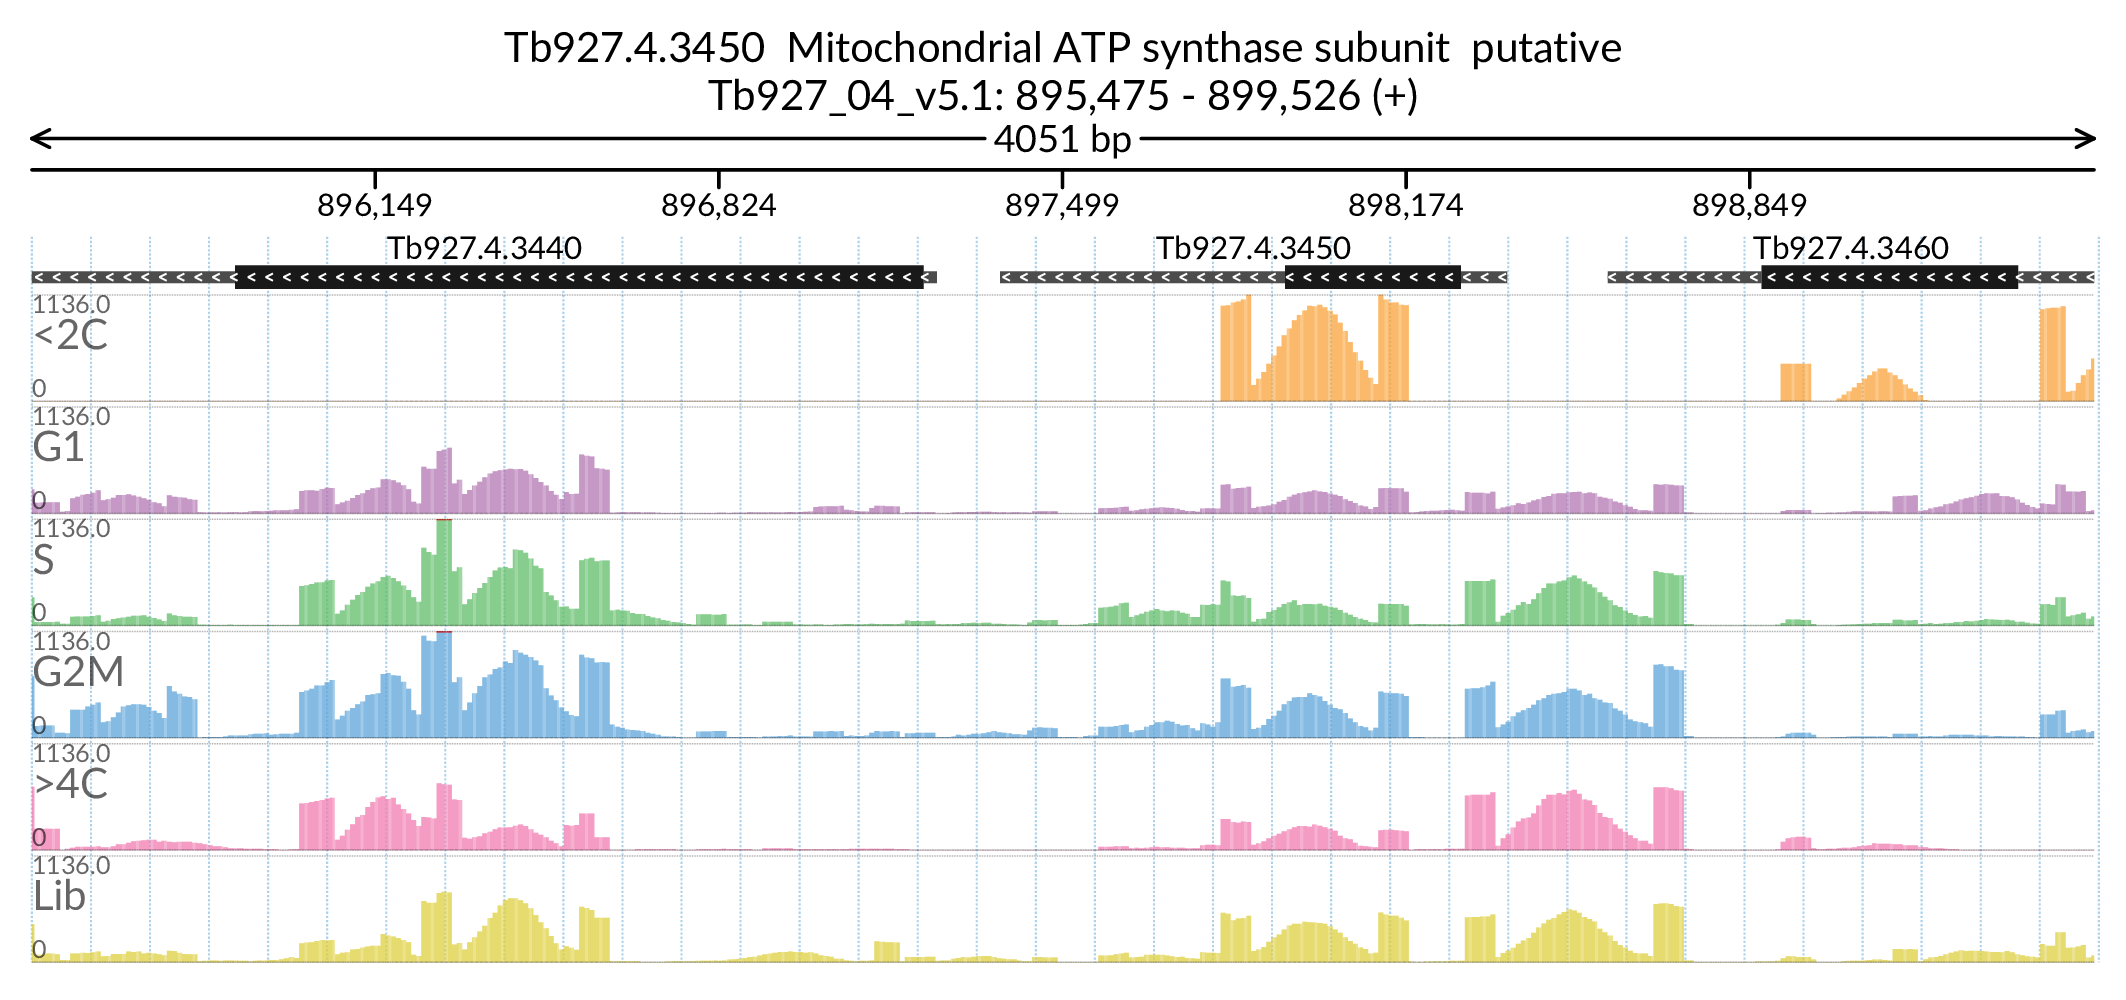 Tb927.4.3450  Mitochondrial ATP synthase subunit  putative
Tb927_04_v5.1: 895,475 - 899,526 (+)
4051 bp
896,149 896,824 897,499 898,174 898,849
Tb927.4.3440 Tb927.4.3450 Tb927.4.3460
1136.0
<2C
0
1136.0
G1
0
1136.0
S
0
1136.0
G2M
0
1136.0
>4C
0
1136.0
Lib
0